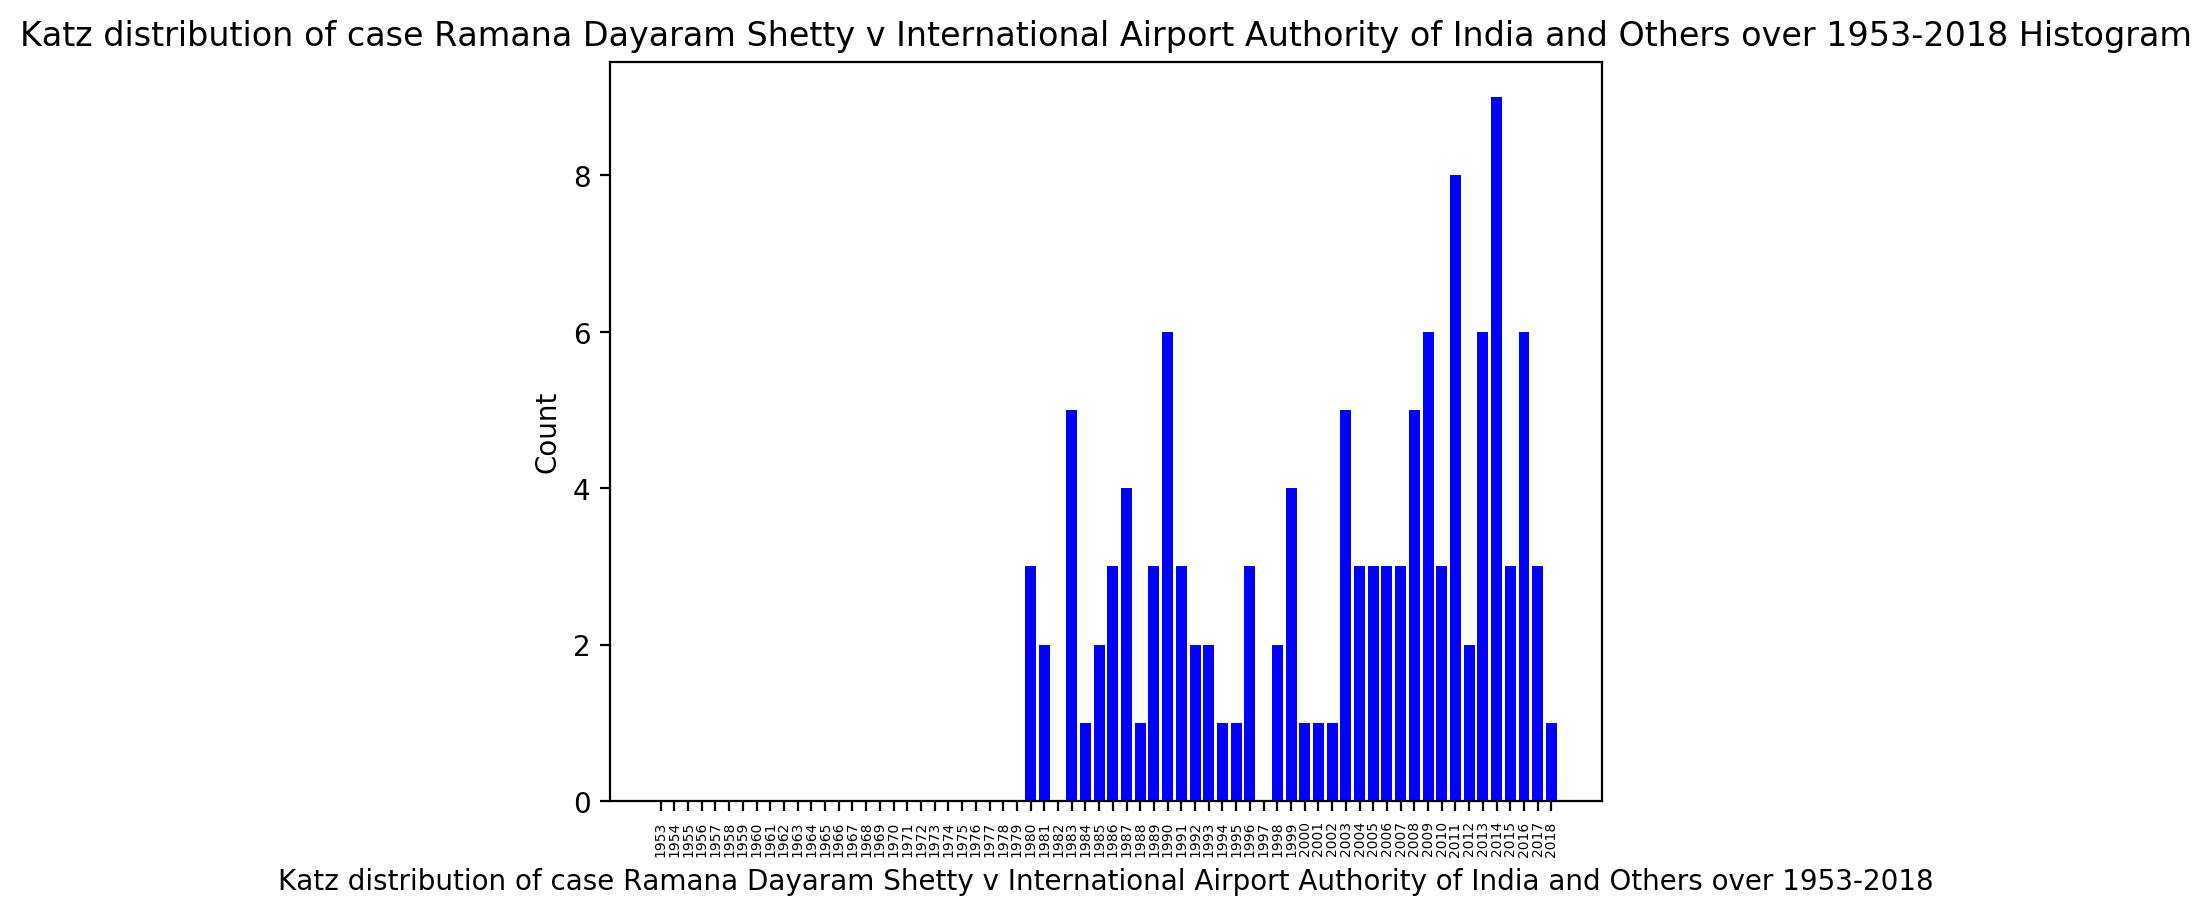 Katz distribution of case Ramana Dayaram Shetty v International Airport Authority of India and Others over 1953-2018 Histogram
Count
8
6
4
2
0
1953 1954 1955 1956 1957 1958 1959 1960 1961 1962 1963 1964 1965 1966 1967 1968 1969 1970 1971 1972 1973 1974 1975 1976 1977 1978 1979 1980 1981 1982 1983 1984 1985 1986 1987 1988 1989 1990 1991 1992 1993 1994 1995 1996 1997 1998 1999 2000 2001 2002 2003 2004 2005 2006 2007 2008 2009 2010 2011 2012 2013 2014 2015 2016 2017 2018
Katz distribution of case Ramana Dayaram Shetty v International Airport Authority of India and Others over 1953-2018